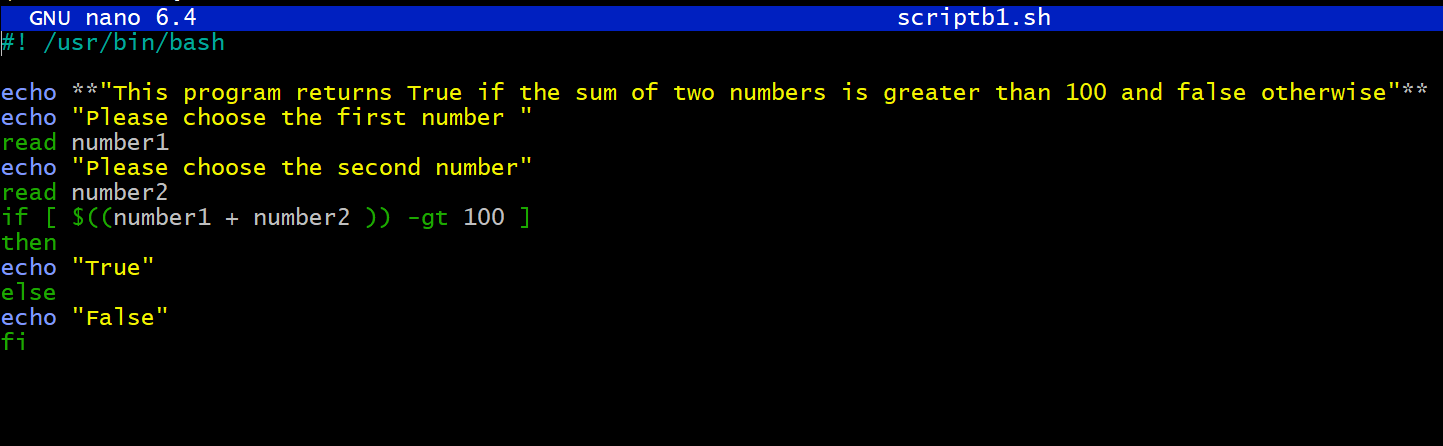 GNU nano 6.4 scriptb1.sh
#! /usr/bin/bash
echo **"This program returns True if the sum of two numbers is greater than 100 and false otherwise"**
echo "Please choose the first number "
read number1
echo "Please choose the second number"
read number2
if [ $((number1 + number2 )) -gt 100 ]
then
echo "True"
else
echo "False"
fi